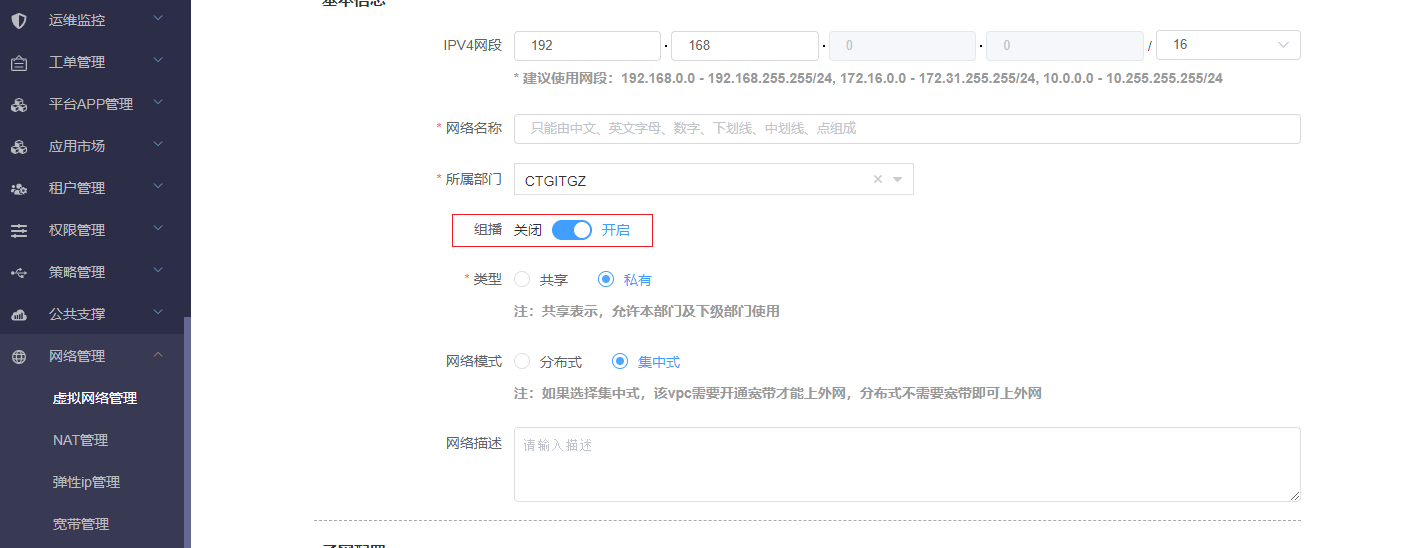 运维监控
工单管理
平台APP管理
应用市场
租户管理
权限管理
策略管理
公共支撑
网络管理
虚拟网络管理
NAT管理
弹性ip管理
宽带管理
基本信息
IPV4网段 192 . 168 . 0 . 0 / 16
* 建议使用网段：192.168.0.0 - 192.168.255.255/24, 172.16.0.0 - 172.31.255.255/24, 10.0.0.0 - 10.255.255.255/24
* 网络名称 只能由中文、英文字母、数字、下划线、中划线、点组成
* 所属部门 CTGITGZ
组播 关闭 开启
* 类型 共享 私有
注：共享表示，允许本部门及下级部门使用
网络模式 分布式 集中式
注：如果选择集中式，该vpc需要开通宽带才能上外网，分布式不需要宽带即可上外网
网络描述 请输入描述
子网配置